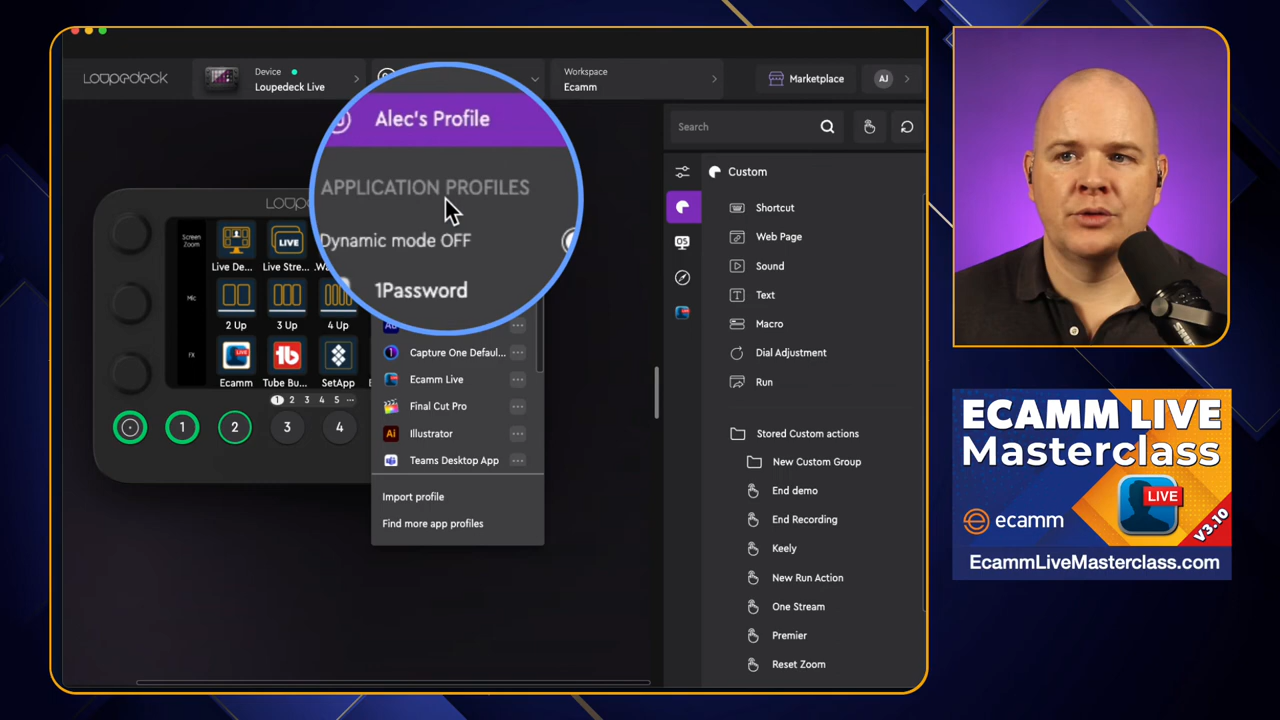 Loupedeck
Device
Loupedeck Live
Workspace
Ecamm
Marketplace
AJ
Alec's Profile
APPLICATION PROFILES
Dynamic mode OFF
1Password
Capture One Defaul...
Ecamm Live
Final Cut Pro
Illustrator
Teams Desktop App
Import profile
Find more app profiles
Screen
Zoom
Mic
FX
LIVE
Live De...
Live Stre...
2 Up
3 Up
4 Up
Ecamm
Tube Bu...
SetApp
1 2 3 4 5 ...
1 2 3 4
Search
Custom
Shortcut
Web Page
Sound
Text
Macro
Dial Adjustment
Run
Stored Custom actions
New Custom Group
End demo
End Recording
Keely
New Run Action
One Stream
Premier
Reset Zoom
ECAMM LIVE
Masterclass
LIVE
ecamm
V3.10
EcammLiveMasterclass.com